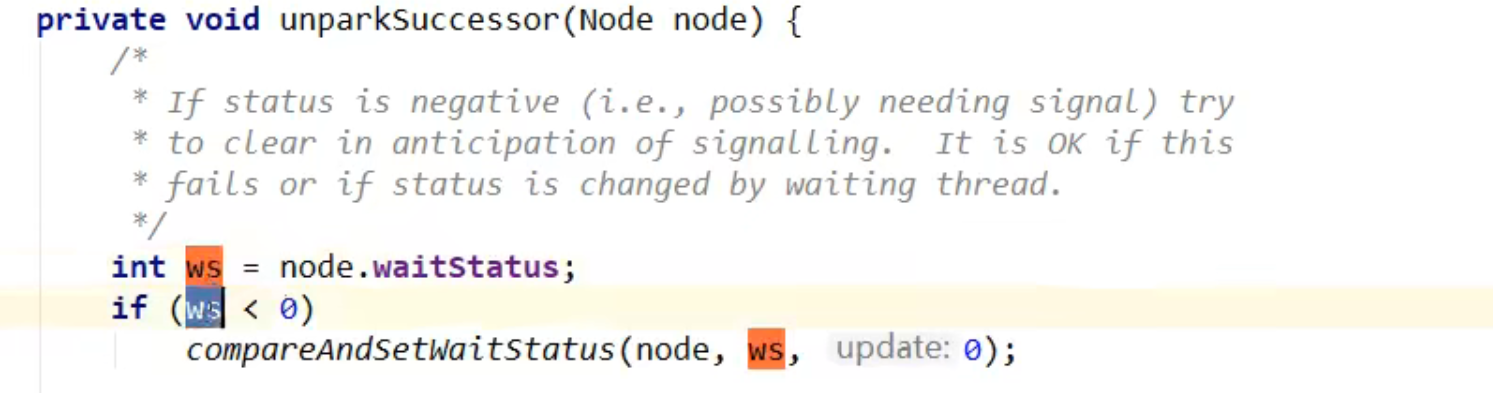 private void unparkSuccessor(Node node) {
/*
* If status is negative (i.e., possibly needing signal) try
* to clear in anticipation of signalling.  It is OK if this
* fails or if status is changed by waiting thread.
*/
int ws = node.waitStatus;
if (ws < 0)
compareAndSetWaitStatus(node, ws, update: 0);